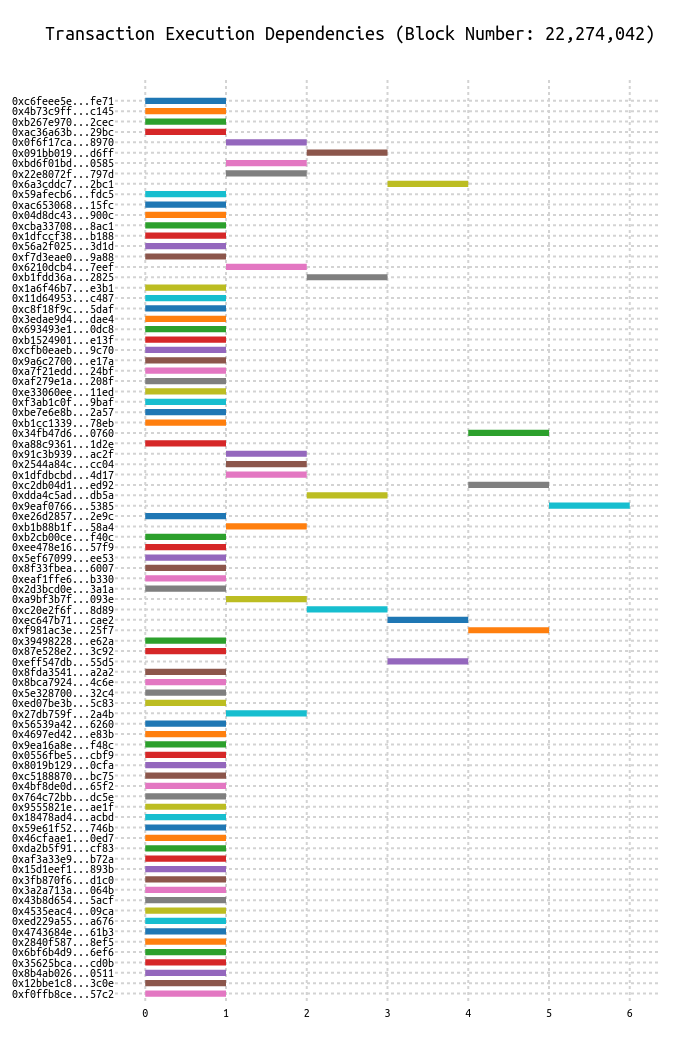 Transaction Execution Dependencies (Block Number: 22,274,042)
0xc6feee5e...fe71
0x4b73c9ff...c145
0xb267e970...2cec
0xac36a63b...29bc
0x0f6f17ca...8970
0x091bb019...d6ff
0xbd6f01bd...0585
0x22e8072f...797d
0x6a3cddc7...2bc1
0x59afecb6...fdc5
0xac653068...15fc
0x04d8dc43...900c
0xcba33708...8ac1
0x1dfccf38...b188
0x56a2f025...3d1d
0xf7d3eae0...9a88
0x6210dcb4...7eef
0xb1fdd36a...2825
0x1a6f46b7...e3b1
0x11d64953...c487
0xc8f18f9c...5daf
0x3edae9d4...dae4
0x693493e1...0dc8
0xb1524901...e13f
0xcfb0eaeb...9c70
0x9a6c2700...e17a
0xa7f21edd...24bf
0xaf279e1a...208f
0xe33060ee...11ed
0xf3ab1c0f...9baf
0xbe7e6e8b...2a57
0xb1cc1339...78eb
0x34fb47d6...0760
0xa88c9361...1d2e
0x91c3b939...ac2f
0x2544a84c...cc04
0x1dfdbcbd...4d17
0xc2db04d1...ed92
0xdda4c5ad...db5a
0x9eaf0766...5385
0xe26d2857...2e9c
0xb1b88b1f...58a4
0xb2cb00ce...f40c
0xee478e16...57f9
0x5ef67099...ee53
0x8f33fbea...6007
0xeaf1ffe6...b330
0x2d3bcd0e...3a1a
0xa9bf3b7f...093e
0xc20e2f6f...8d89
0xec647b71...cae2
0xf981ac3e...25f7
0x39498228...e62a
0x87e528e2...3c92
0xeff547db...55d5
0x8fda3541...a2a2
0x8bca7924...4c6e
0x5e328700...32c4
0xed07be3b...5c83
0x27db759f...2a4b
0x56539a42...6260
0x4697ed42...e83b
0x9ea16a8e...f48c
0x0556fbe5...cbf9
0x8019b129...0cfa
0xc5188870...bc75
0x4bf8de0d...65f2
0x764c72bb...dc5e
0x9555821e...ae1f
0x18478ad4...acbd
0x59e61f52...746b
0x46cfaae1...0ed7
0xda2b5f91...cf83
0xaf3a33e9...b72a
0x15d1eef1...893b
0x3fb870f6...d1c0
0x3a2a713a...064b
0x43b8d654...5acf
0x4535eac4...09ca
0xed229a55...a676
0x4743684e...61b3
0x2840f587...8ef5
0x6bf6b4d9...6ef6
0x35625bca...cd0b
0x8b4ab026...0511
0x12bbe1c8...3c0e
0xf0ffb8ce...57c2
0 1 2 3 4 5 6